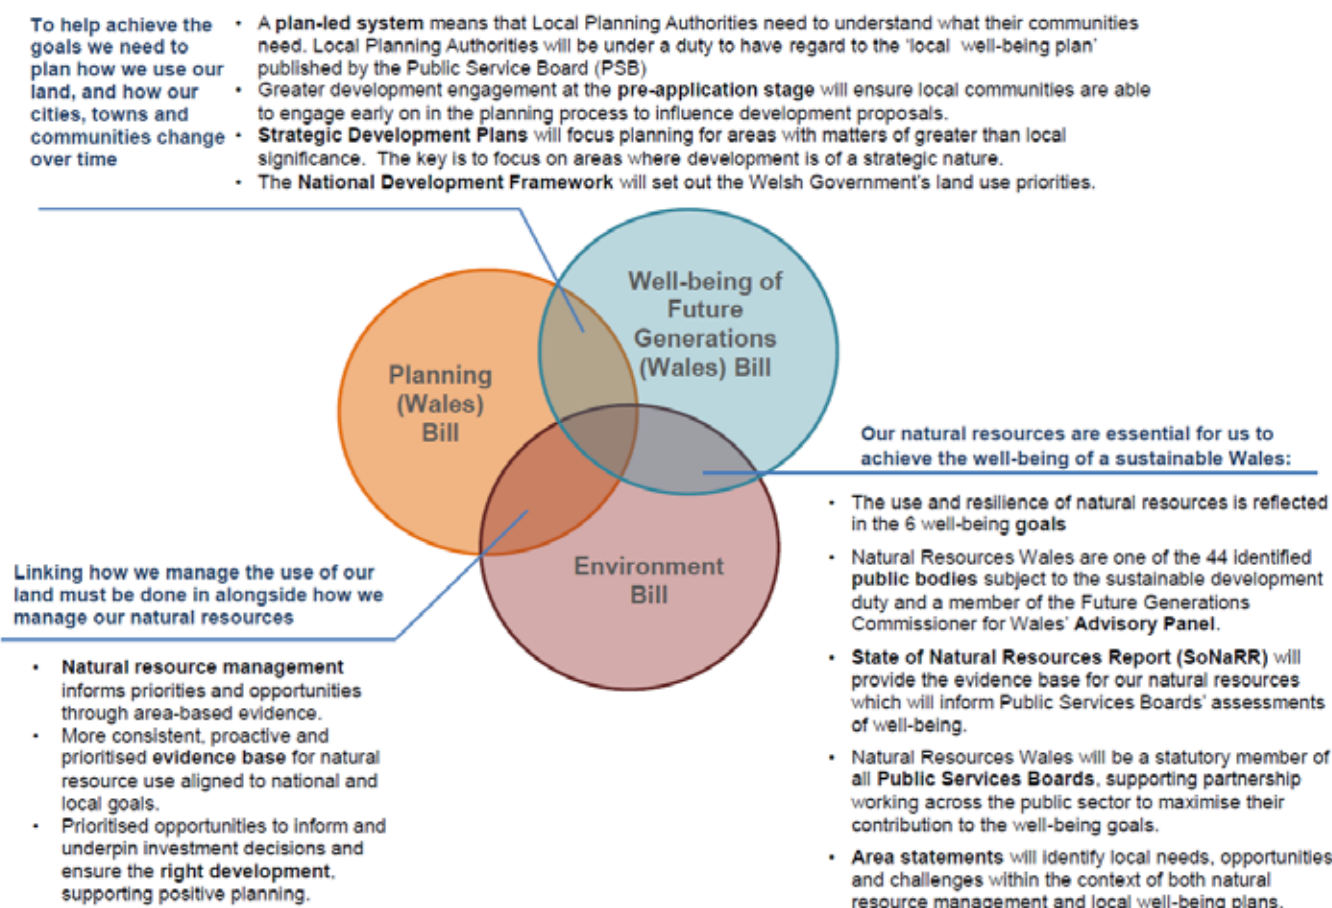 To help achieve the
goals we need to
plan how we use our
land, and how our
cities, towns and
communities change
over time
• A plan-led system means that Local Planning Authorities need to understand what their communities
need. Local Planning Authorities will be under a duty to have regard to the 'local well-being plan'
published by the Public Service Board (PSB)
• Greater development engagement at the pre-application stage will ensure local communities are able
to engage early on in the planning process to influence development proposals.
• Strategic Development Plans will focus planning for areas with matters of greater than local
significance. The key is to focus on areas where development is of a strategic nature.
• The National Development Framework will set out the Welsh Government's land use priorities.
Well-being of
Future
Generations
(Wales) Bill
Planning
(Wales)
Bill
Environment
Bill
Our natural resources are essential for us to
achieve the well-being of a sustainable Wales:
• The use and resilience of natural resources is reflected
in the 6 well-being goals
• Natural Resources Wales are one of the 44 identified
public bodies subject to the sustainable development
duty and a member of the Future Generations
Commissioner for Wales' Advisory Panel.
• State of Natural Resources Report (SoNaRR) will
provide the evidence base for our natural resources
which will inform Public Services Boards' assessments
of well-being.
• Natural Resources Wales will be a statutory member of
all Public Services Boards, supporting partnership
working across the public sector to maximise their
contribution to the well-being goals.
• Area statements will identify local needs, opportunities
and challenges within the context of both natural
resource management and local well-being plans.
Linking how we manage the use of our
land must be done in alongside how we
manage our natural resources
• Natural resource management
informs priorities and opportunities
through area-based evidence.
• More consistent, proactive and
prioritised evidence base for natural
resource use aligned to national and
local goals.
• Prioritised opportunities to inform and
underpin investment decisions and
ensure the right development,
supporting positive planning.